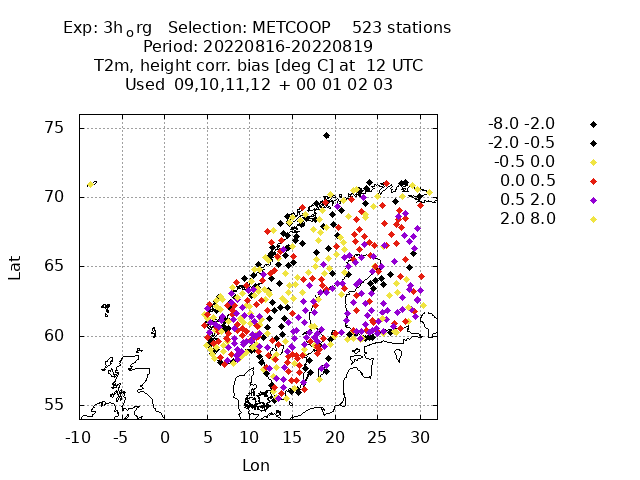 Exp: 3h_org Selection: METCOOP 523 stations
Period: 20220816-20220819
T2m, height corr. bias [deg C] at 12 UTC
Used 09,10,11,12 + 00 01 02 03
-8.0 -2.0
-2.0 -0.5
-0.5 0.0
0.0 0.5
0.5 2.0
2.0 8.0
75
70
65
60
55
Lat
-10 -5 0 5 10 15 20 25 30
Lon